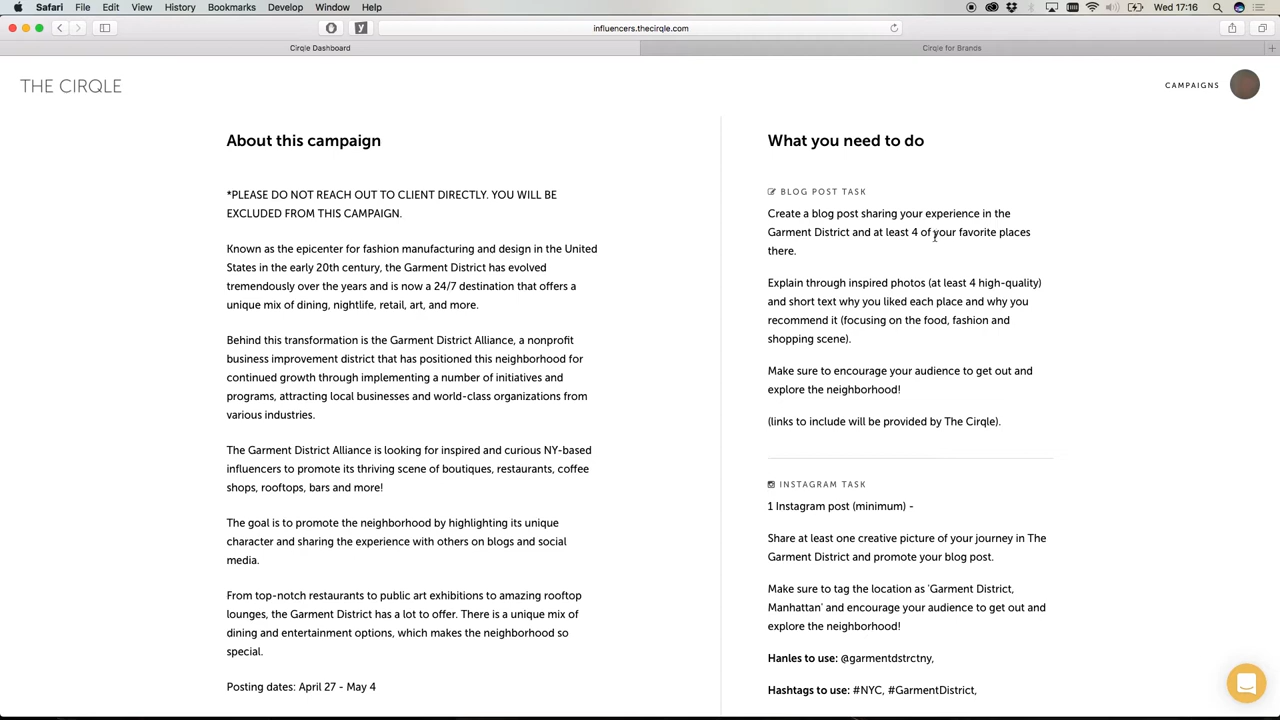 Safari File Edit View History Bookmarks Develop Window Help
Wed 17:16
influencers.thecirqle.com
Cirqle Dashboard
Cirqle for Brands
THE CIRQLE
CAMPAIGNS
About this campaign
*PLEASE DO NOT REACH OUT TO CLIENT DIRECTLY. YOU WILL BE
EXCLUDED FROM THIS CAMPAIGN.
Known as the epicenter for fashion manufacturing and design in the United
States in the early 20th century, the Garment District has evolved
tremendously over the years and is now a 24/7 destination that offers a
unique mix of dining, nightlife, retail, art, and more.
Behind this transformation is the Garment District Alliance, a nonprofit
business improvement district that has positioned this neighborhood for
continued growth through implementing a number of initiatives and
programs, attracting local businesses and world-class organizations from
various industries.
The Garment District Alliance is looking for inspired and curious NY-based
influencers to promote its thriving scene of boutiques, restaurants, coffee
shops, rooftops, bars and more!
The goal is to promote the neighborhood by highlighting its unique
character and sharing the experience with others on blogs and social
media.
From top-notch restaurants to public art exhibitions to amazing rooftop
lounges, the Garment District has a lot to offer. There is a unique mix of
dining and entertainment options, which makes the neighborhood so
special.
Posting dates: April 27 - May 4
What you need to do
BLOG POST TASK
Create a blog post sharing your experience in the
Garment District and at least 4 of your favorite places
there.
Explain through inspired photos (at least 4 high-quality)
and short text why you liked each place and why you
recommend it (focusing on the food, fashion and
shopping scene).
Make sure to encourage your audience to get out and
explore the neighborhood!
(links to include will be provided by The Cirqle).
INSTAGRAM TASK
1 Instagram post (minimum) -
Share at least one creative picture of your journey in The
Garment District and promote your blog post.
Make sure to tag the location as 'Garment District,
Manhattan' and encourage your audience to get out and
explore the neighborhood!
Hanles to use: @garmentdstrctny,
Hashtags to use: #NYC, #GarmentDistrict,